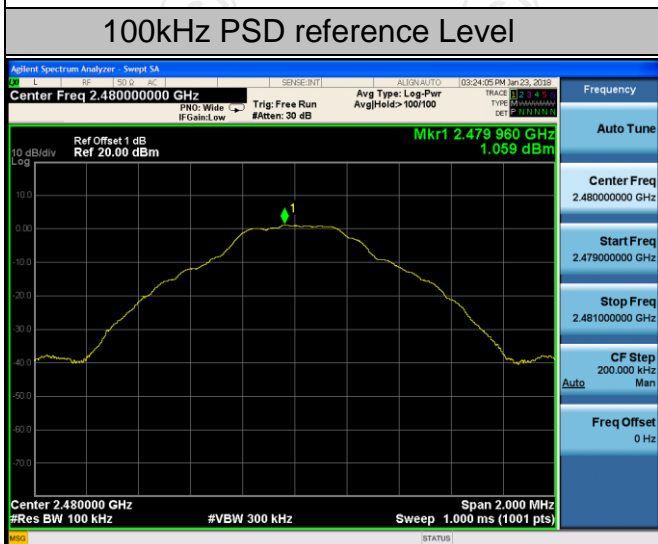 100kHz PSD reference Level
Agilent Spectrum Analyzer - Swept SA
L RF 50 Ω AC SENSE:INT ALIGN AUTO 03:24:05 PM Jan 23, 2018
Center Freq 2.480000000 GHz
PNO: Wide
IFGain:Low
Trig: Free Run
#Atten: 30 dB
Avg Type: Log-Pwr
Avg|Hold:> 100/100
TRACE 1 2 3 4 5 6
TYPE M
DET P N N N N N
Frequency
Auto Tune
Center Freq
2.480000000 GHz
Start Freq
2.479000000 GHz
Stop Freq
2.481000000 GHz
CF Step
200.000 kHz
Auto Man
Freq Offset
0 Hz
Mkr1 2.479 960 GHz
1.059 dBm
Ref Offset 1 dB
10 dB/div Ref 20.00 dBm
Log
10.0
0.00
-10.0
-20.0
-30.0
-40.0
-50.0
-60.0
-70.0
1
Center 2.480000 GHz Span 2.000 MHz
#Res BW 100 kHz #VBW 300 kHz Sweep 1.000 ms (1001 pts)
MSG STATUS